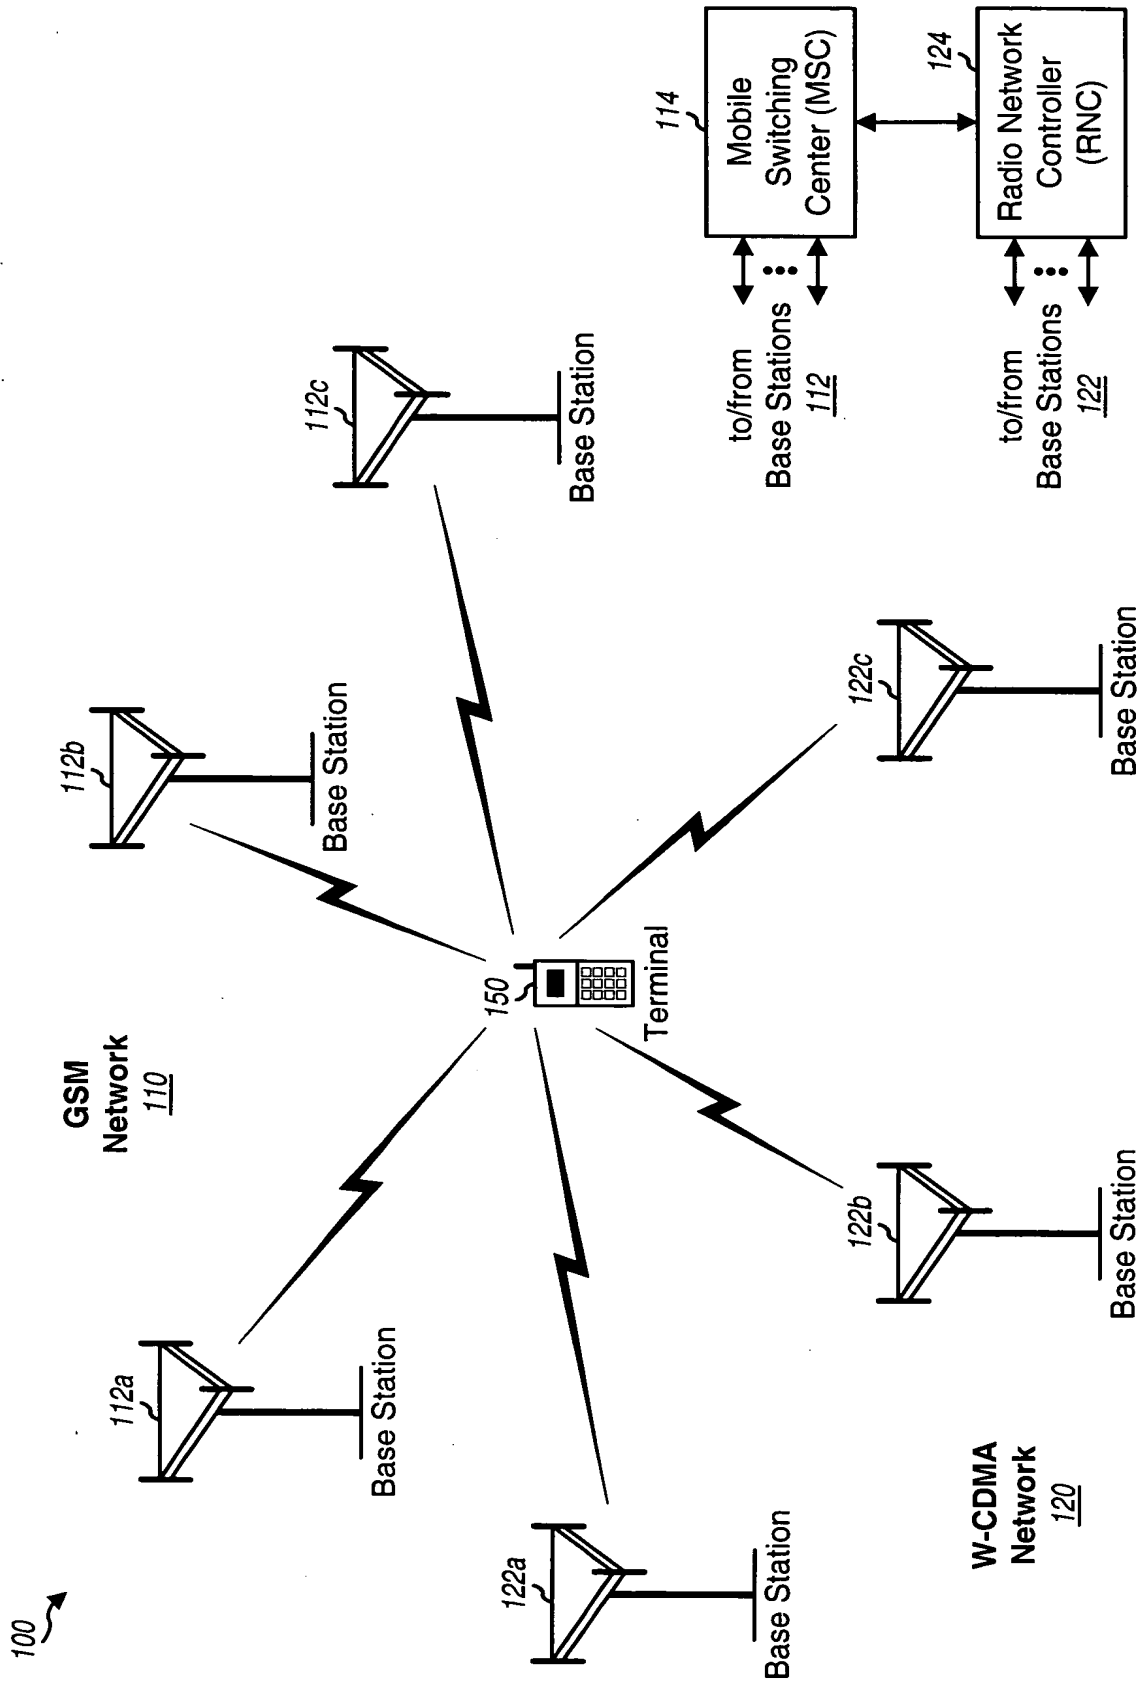 100
GSM
Network
110
112a
Base Station
112b
Base Station
112c
Base Station
150
Terminal
122a
Base Station
122b
Base Station
122c
Base Station
W-CDMA
Network
120
114
Mobile
Switching
Center (MSC)
to/from
Base Stations
112
124
Radio Network
Controller
(RNC)
to/from
Base Stations
122